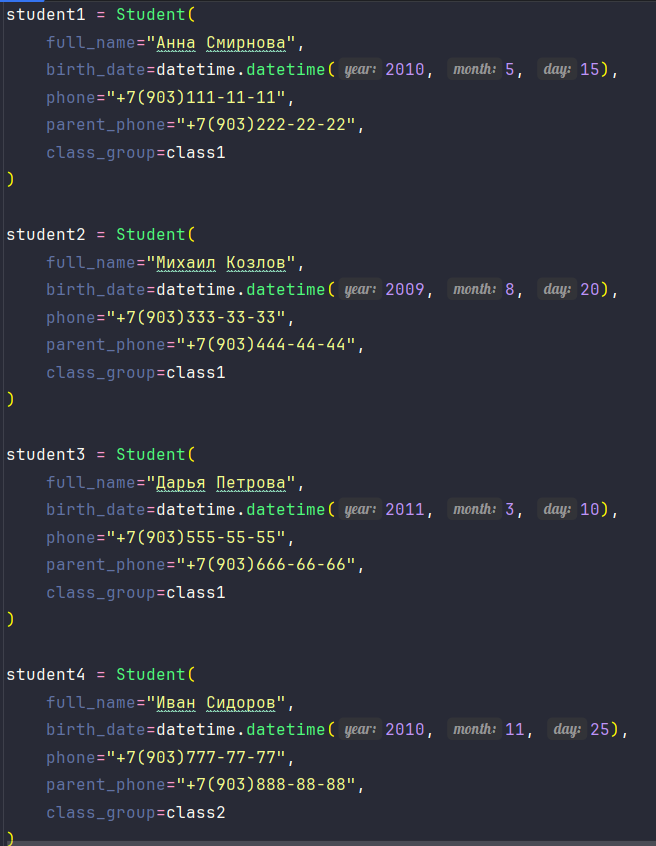 student1 = Student(
    full_name="Анна Смирнова",
    birth_date=datetime.datetime( year: 2010, month: 5, day: 15),
    phone="+7(903)111-11-11",
    parent_phone="+7(903)222-22-22",
    class_group=class1
)
student2 = Student(
    full_name="Михаил Козлов",
    birth_date=datetime.datetime( year: 2009, month: 8, day: 20),
    phone="+7(903)333-33-33",
    parent_phone="+7(903)444-44-44",
    class_group=class1
)
student3 = Student(
    full_name="Дарья Петрова",
    birth_date=datetime.datetime( year: 2011, month: 3, day: 10),
    phone="+7(903)555-55-55",
    parent_phone="+7(903)666-66-66",
    class_group=class1
)
student4 = Student(
    full_name="Иван Сидоров",
    birth_date=datetime.datetime( year: 2010, month: 11, day: 25),
    phone="+7(903)777-77-77",
    parent_phone="+7(903)888-88-88",
    class_group=class2
)